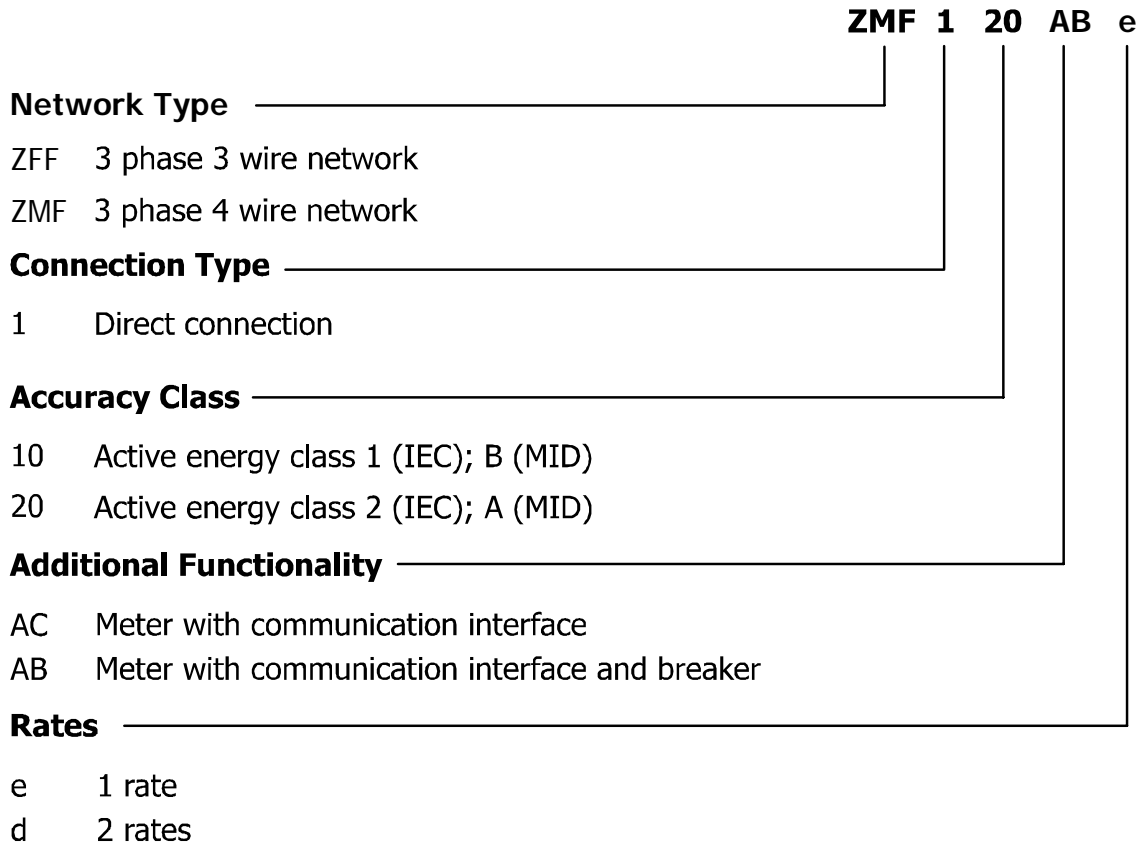 ZMF 1 20 AB e
Network Type
ZFF 3 phase 3 wire network
ZMF 3 phase 4 wire network
Connection Type
1 Direct connection
Accuracy Class
10 Active energy class 1 (IEC); B (MID)
20 Active energy class 2 (IEC); A (MID)
Additional Functionality
AC Meter with communication interface
AB Meter with communication interface and breaker
Rates
e 1 rate
d 2 rates